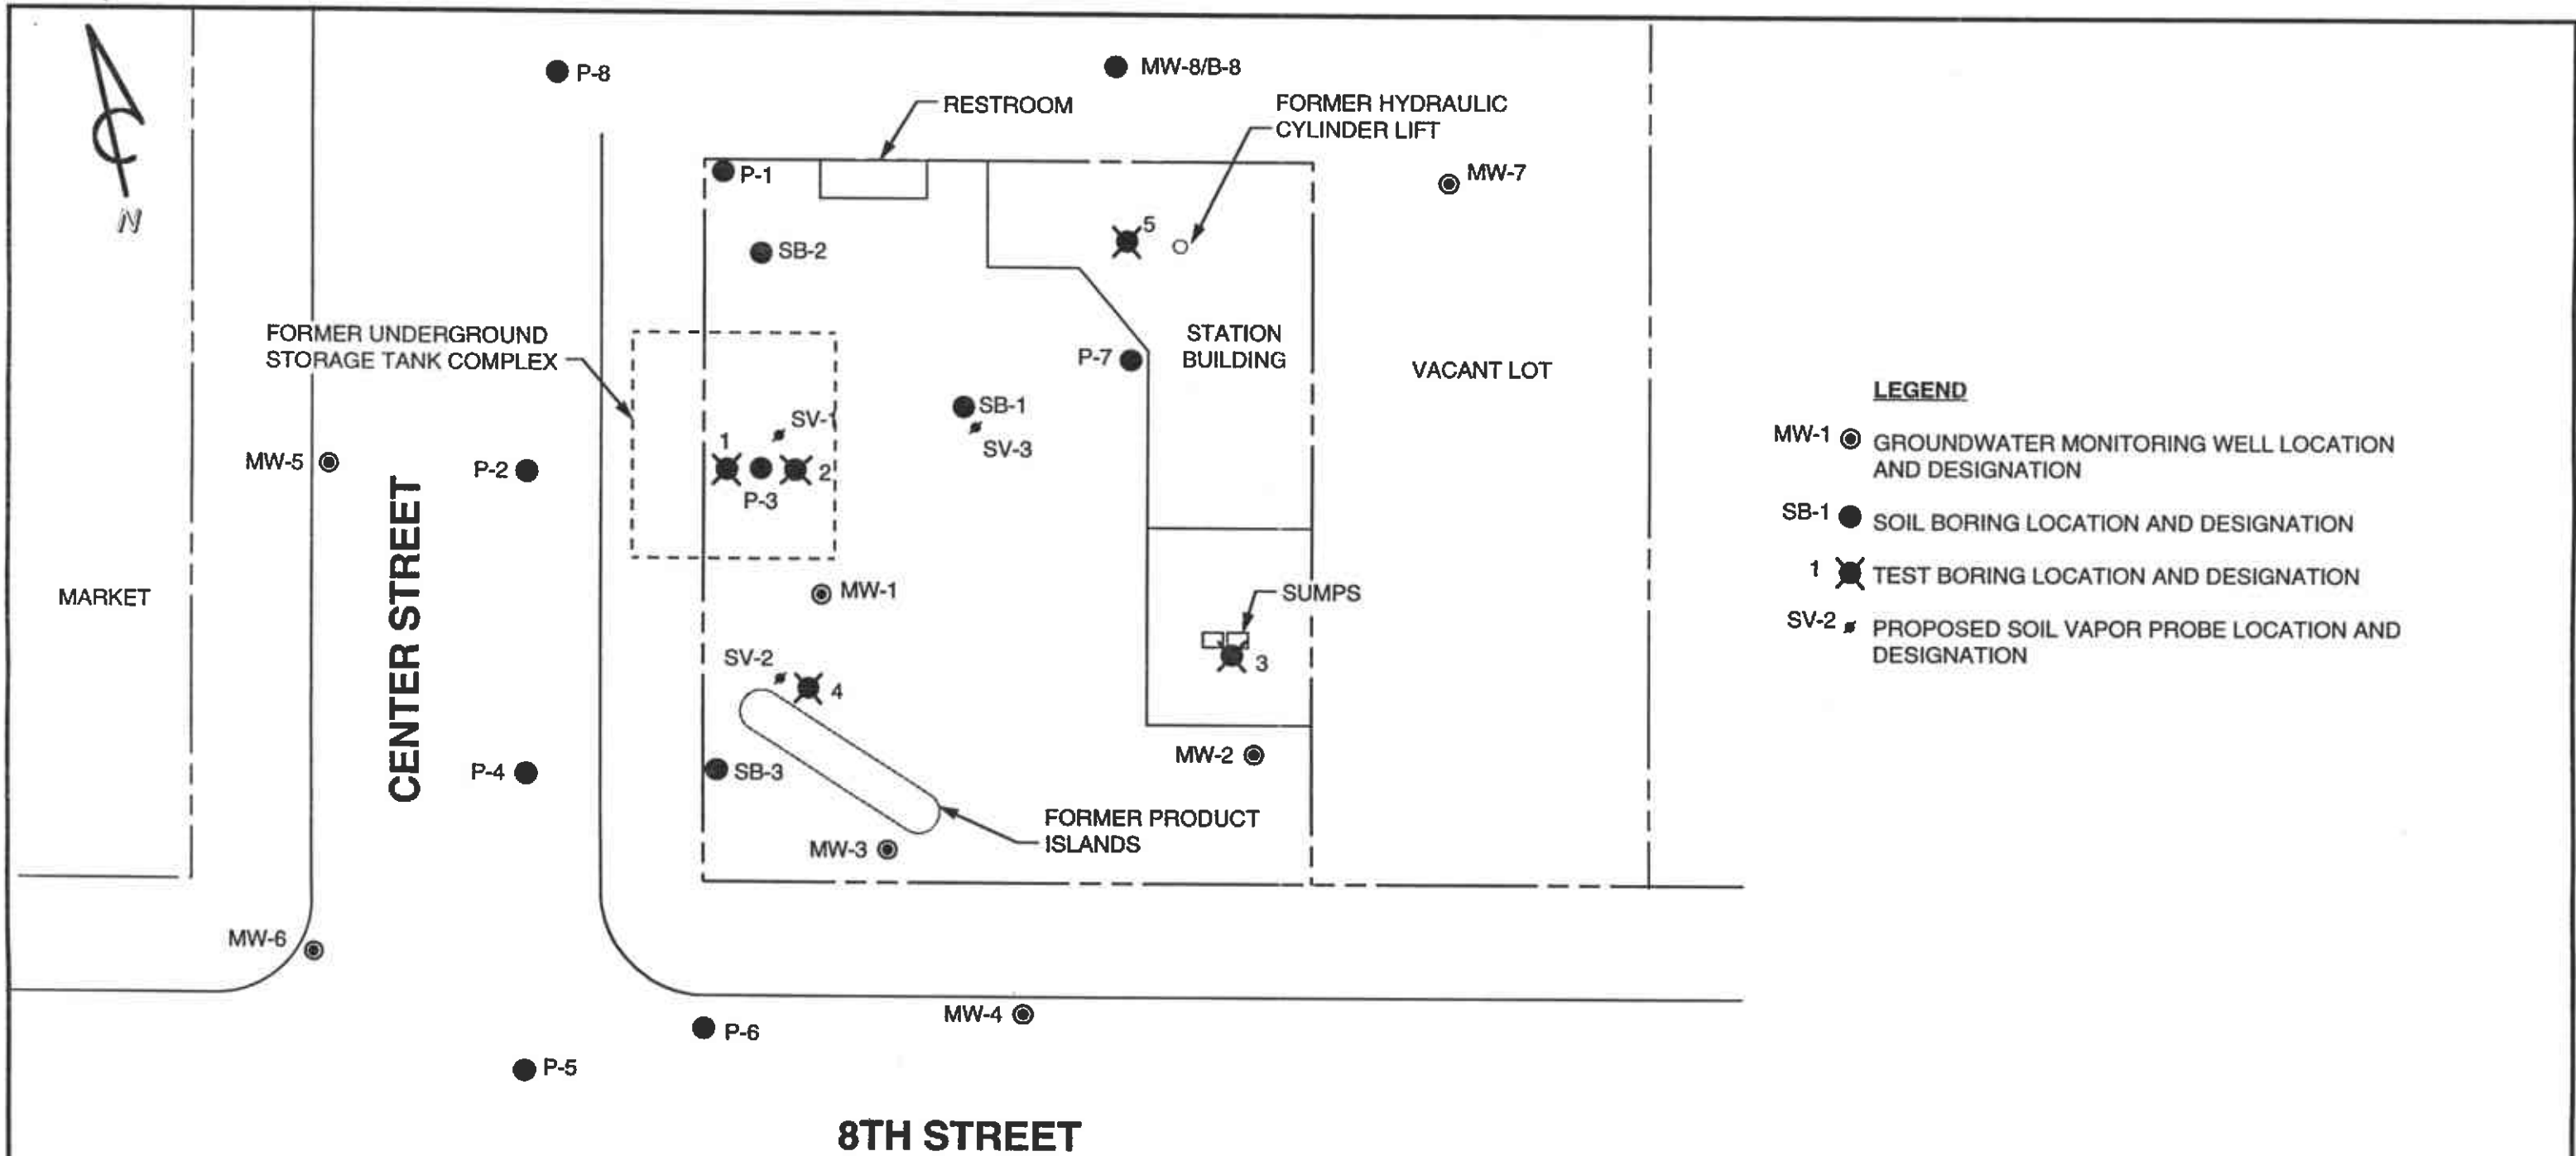 P-8
MW-8/B-8
RESTROOM
FORMER HYDRAULIC
CYLINDER LIFT
N
P-1
MW-7
5
SB-2
FORMER UNDERGROUND
STORAGE TANK COMPLEX
STATION
BUILDING
P-7
VACANT LOT
SB-1
SV-1
SV-3
1
2
P-3
MW-5
P-2
CENTER STREET
MARKET
MW-1
SUMPS
3
SV-2
4
MW-2
P-4
SB-3
FORMER PRODUCT
ISLANDS
MW-3
MW-6
MW-4
P-6
P-5
8TH STREET
LEGEND
MW-1 GROUNDWATER MONITORING WELL LOCATION
AND DESIGNATION
SB-1 SOIL BORING LOCATION AND DESIGNATION
1 TEST BORING LOCATION AND DESIGNATION
SV-2 PROPOSED SOIL VAPOR PROBE LOCATION AND
DESIGNATION